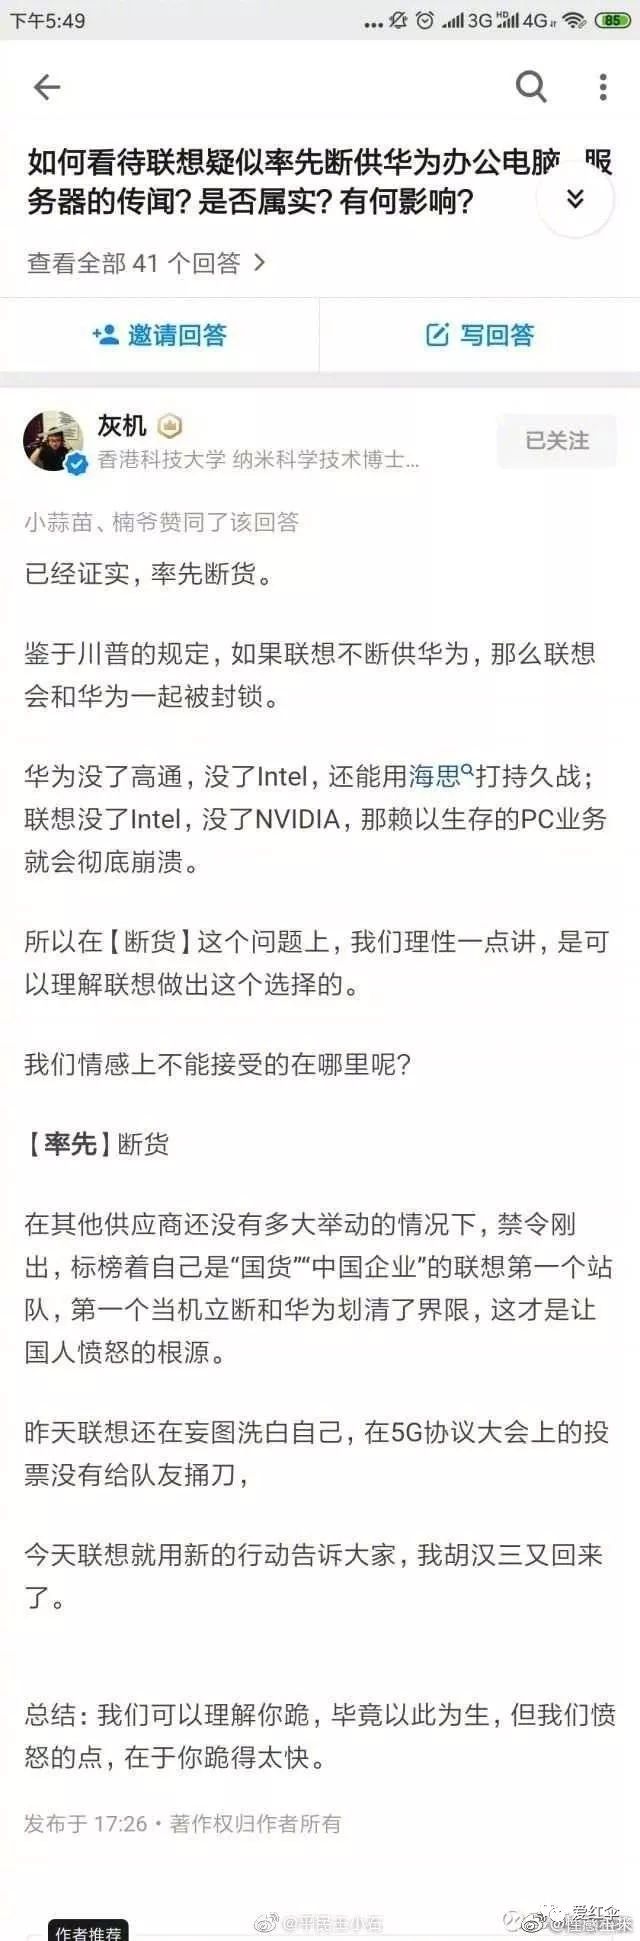 下午5:49
3G
HD
4G
85
如何看待联想疑似率先断供华为办公电脑、服
务器的传闻?是否属实?有何影响?
查看全部 41 个回答
邀请回答
写回答
灰机
香港科技大学 纳米科学技术博士...
已关注
小蒜苗、楠爷赞同了该回答
已经证实，率先断货。
鉴于川普的规定，如果联想不断供华为，那么联想
会和华为一起被封锁。
华为没了高通，没了Intel，还能用海思打持久战；
联想没了Intel，没了NVIDIA，那赖以生存的PC业务
就会彻底崩溃。
所以在【断货】这个问题上，我们理性一点讲，是可
以理解联想做出这个选择的。
我们情感上不能接受的在哪里呢?
【率先】断货
在其他供应商还没有多大举动的情况下，禁令刚
出，标榜着自己是“国货”“中国企业”的联想第一个站
队，第一个当机立断和华为划清了界限，这才是让
国人愤怒的根源。
昨天联想还在妄图洗白自己，在5G协议大会上的投
票没有给队友捅刀，
今天联想就用新的行动告诉大家，我胡汉三又回来
了。
总结：我们可以理解你跪，毕竟以此为生，但我们愤
怒的点，在于你跪得太快。
发布于 17:26 · 著作权归作者所有
作者推荐
@平民王小石
爱红伞